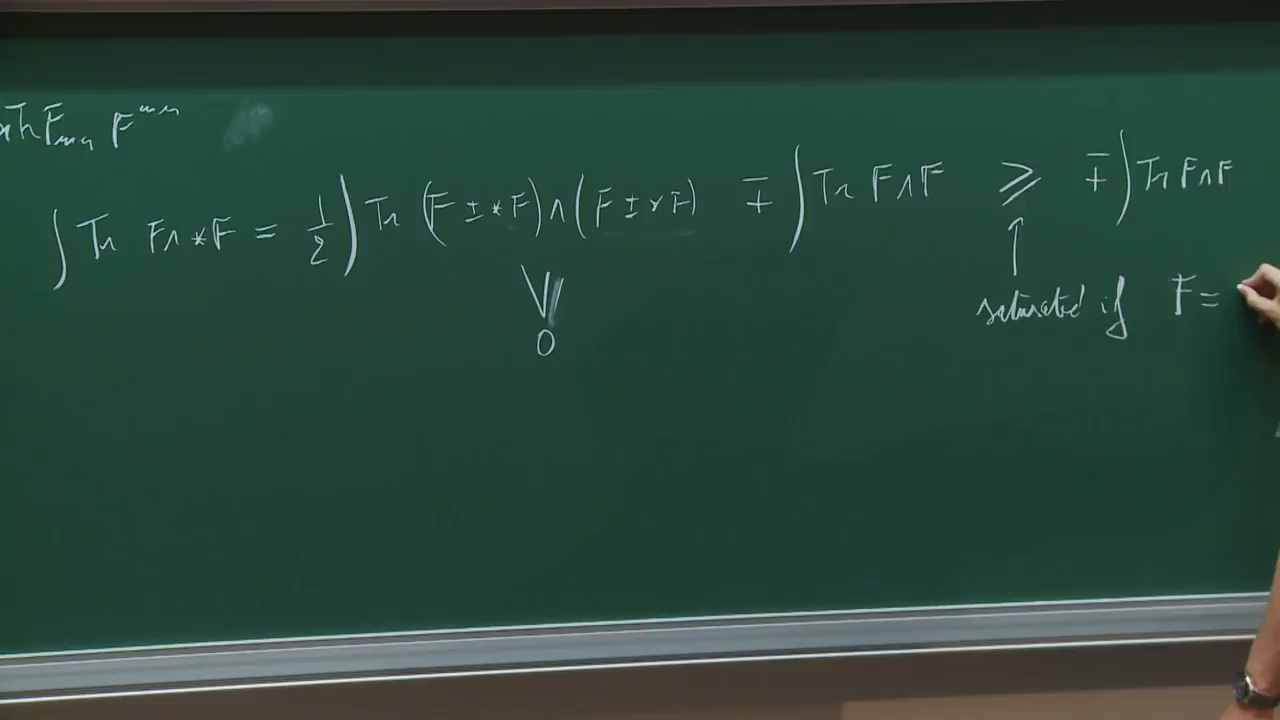 Tr F_{mn} F^{mn}
∫ Tr F∧*F = 1/2 ∫ Tr (F ± *F)∧(F ± *F) ∓ ∫ Tr F∧F ⩾ ∓ ∫ Tr F∧F
V|
0
↑
saturated if F =